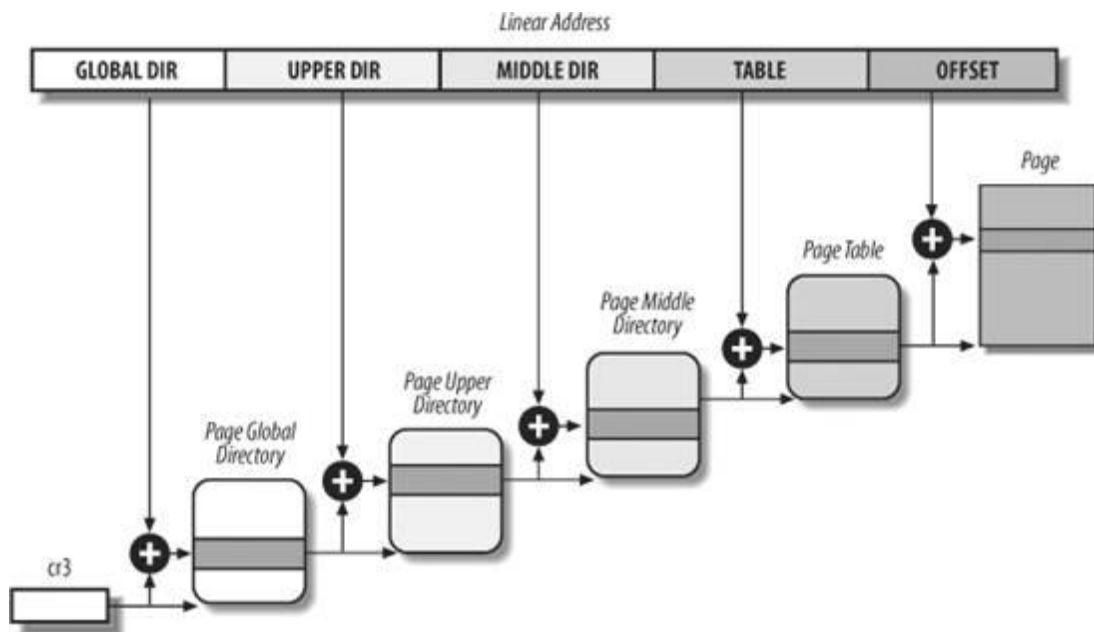 Linear Address
GLOBAL DIR
UPPER DIR
MIDDLE DIR
TABLE
OFFSET
Page
Page Table
Page Middle
Directory
Page Upper
Directory
Page Global
Directory
cr3